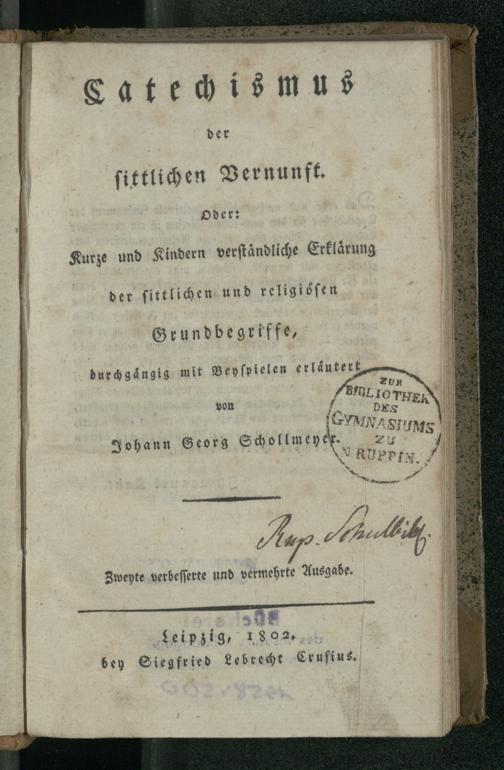 Catechismus
der
sittlichen Vernunft.
Oder:
Kurze und Kindern verständliche Erklärung
der sittlichen und religiösen
Grundbegriffe,
durchgängig mit Beyspielen erläutert
von
Johann Georg Schollmeyer.
ZUR
BIBLIOTHEK
DES
GYMNASIUMS
ZU
N RUPPIN.
Rup. Schulbibl.
Zweyte verbesserte und vermehrte Ausgabe.
Leipzig, 1802.
bey Siegfried Lebrecht Crusius.